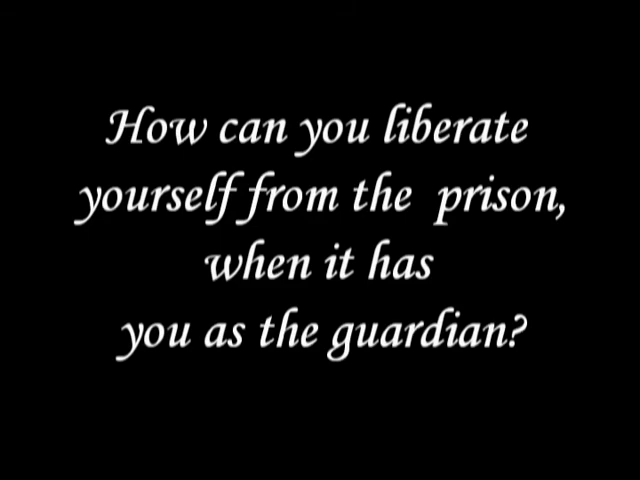 How can you liberate
yourself from the prison,
when it has
you as the guardian?